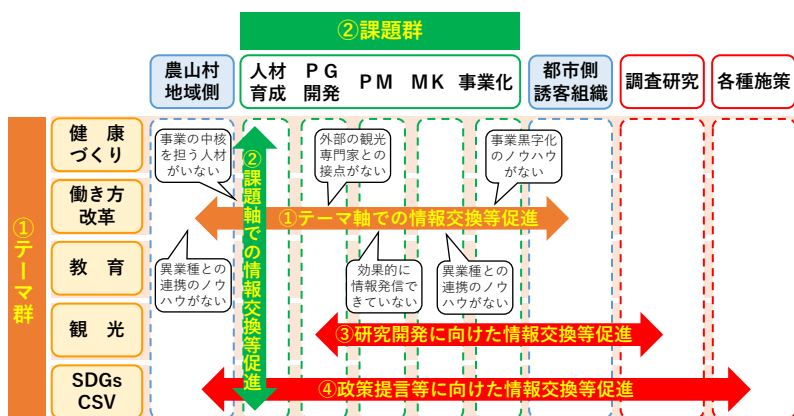 ②課題群
農山村
地域側
人材
育成
ＰＧ
開発
ＰＭ
ＭＫ
事業化
都市側
誘客組織
調査研究
各種施策
①テーマ群
健　康
づくり
働き方
改革
教　育
観　光
SDGs
CSV
事業の中核
を担う人材
がいない
外部の観光
専門家との
接点がない
事業黒字化
のノウハウ
がない
②課題軸での情報交換等促進
①テーマ軸での情報交換等促進
異業種との
連携のノウ
ハウがない
効果的に
情報発信で
きていない
異業種との
連携のノウ
ハウがない
③研究開発に向けた情報交換等促進
④政策提言等に向けた情報交換等促進